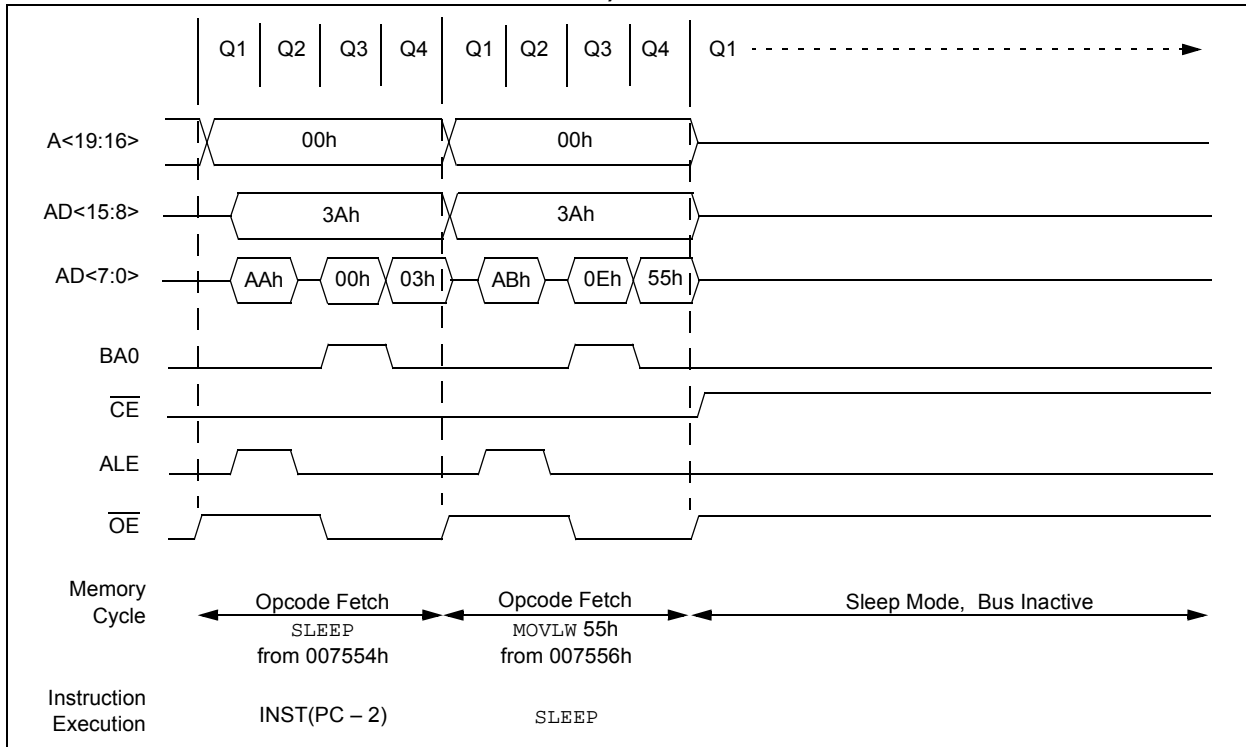 Q1 Q2 Q3 Q4 Q1 Q2 Q3 Q4 Q1
A<19:16> 00h 00h
AD<15:8> 3Ah 3Ah
AD<7:0> AAh 00h 03h ABh 0Eh 55h
BA0
CE
ALE
OE
Memory
Cycle
Opcode Fetch
SLEEP
from 007554h
Opcode Fetch
MOVLW 55h
from 007556h
Sleep Mode, Bus Inactive
Instruction
Execution
INST(PC – 2)
SLEEP